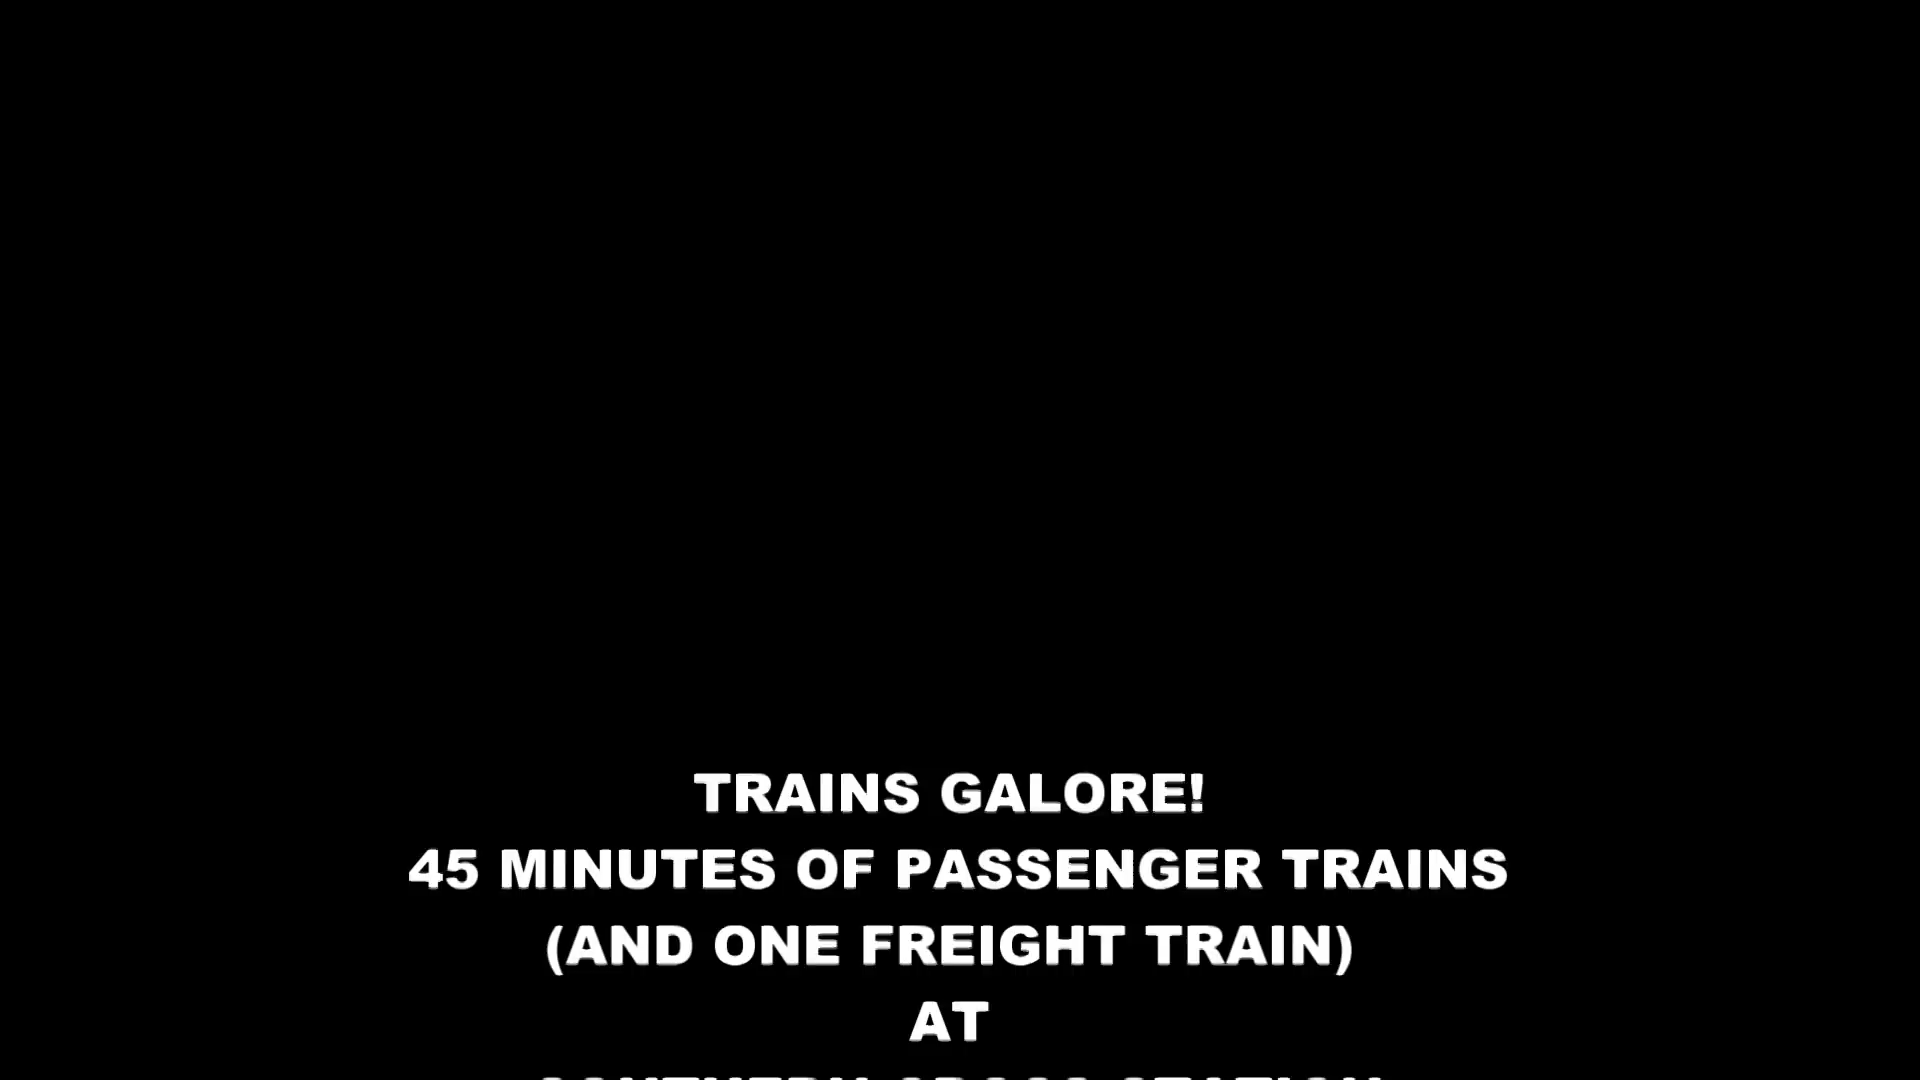 TRAINS GALORE!
45 MINUTES OF PASSENGER TRAINS
(AND ONE FREIGHT TRAIN)
AT